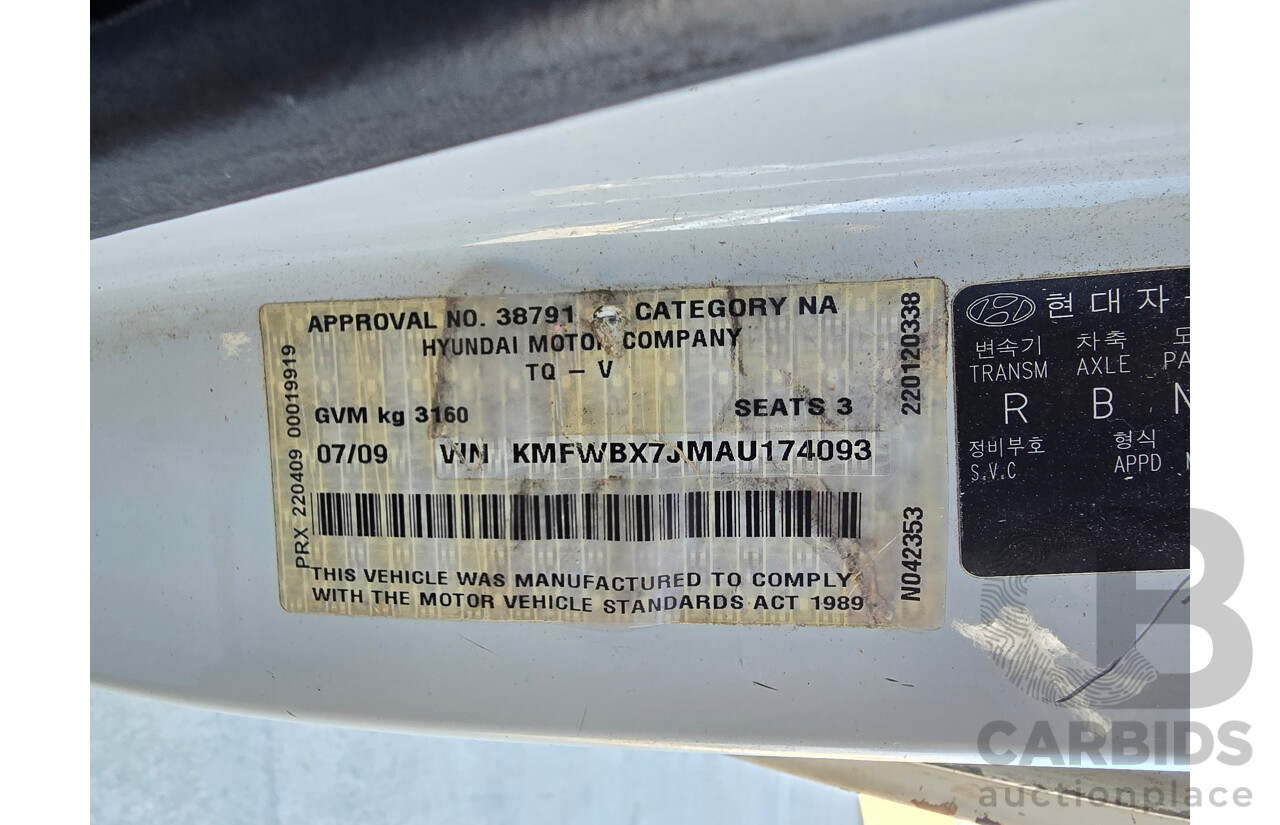 APPROVAL NO. 38791 CATEGORY NA
HYUNDAI MOTOR COMPANY
TQ – V
GVM kg 3160 SEATS 3
07/09 VIN KMFWBX7JMAU174093
THIS VEHICLE WAS MANUFACTURED TO COMPLY
WITH THE MOTOR VEHICLE STANDARDS ACT 1989
PRX 220409 00019919
220120338
N042353
현대자
변속기 차축
TRANSM AXLE
R B
정비부호 형식
S.V.C APPD
CARBIDS
auctionplace